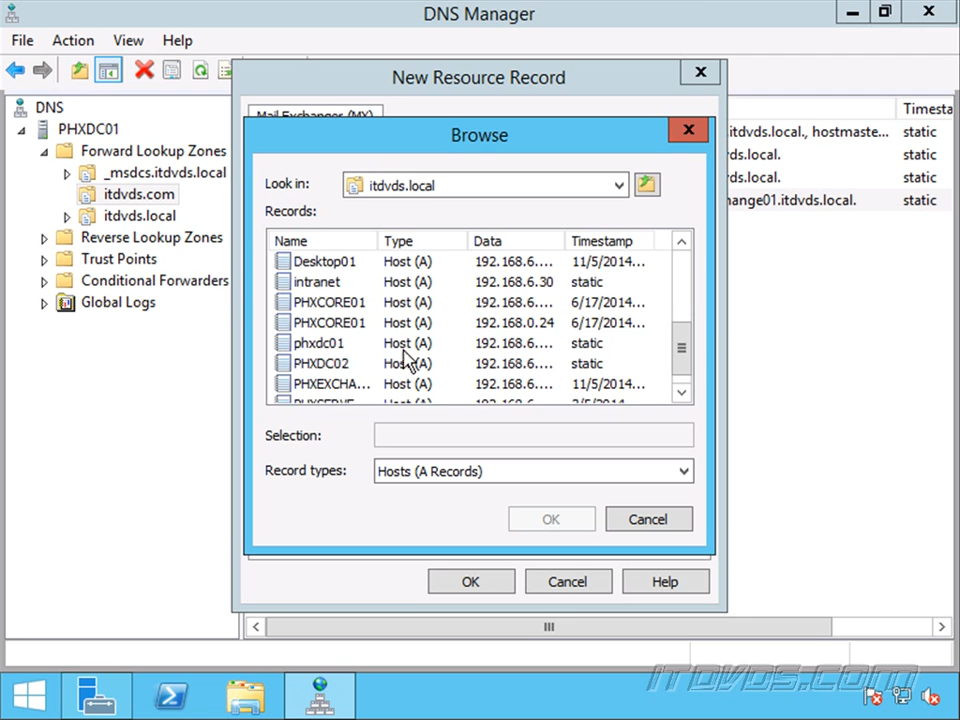 DNS Manager
File Action View Help
New Resource Record
Mail Exchanger (MX)
Browse
Look in: itdvds.local
Records:
Name Type Data Timestamp
Desktop01 Host (A) 192.168.6.... 11/5/2014...
intranet Host (A) 192.168.6.30 static
PHXCORE01 Host (A) 192.168.6.... 6/17/2014...
PHXCORE01 Host (A) 192.168.0.24 6/17/2014...
phxdc01 Host (A) 192.168.6.... static
PHXDC02 Host (A) 192.168.6.... static
PHXEXCHA... Host (A) 192.168.6.... 11/5/2014...
Selection:
Record types: Hosts (A Records)
OK Cancel
OK Cancel Help
DNS
PHXDC01
Forward Lookup Zones
_msdcs.itdvds.local
itdvds.com
itdvds.local
Reverse Lookup Zones
Trust Points
Conditional Forwarders
Global Logs
Timesta
itdvds.local., hostmaste... static
ds.local. static
ds.local. static
ange01.itdvds.local. static
ITDVDS.COM